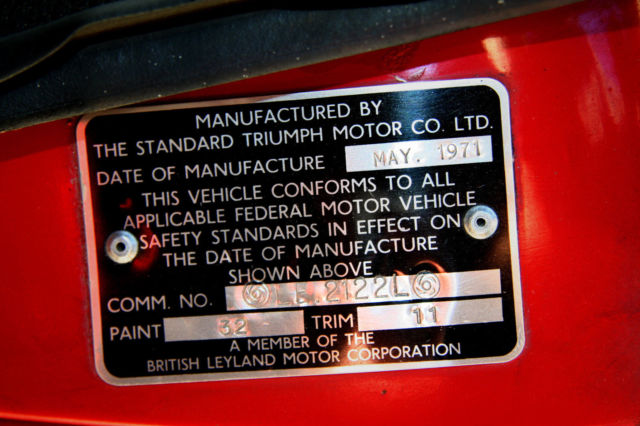 MANUFACTURED BY
THE STANDARD TRIUMPH MOTOR CO. LTD.
DATE OF MANUFACTURE MAY. 1971
THIS VEHICLE CONFORMS TO ALL
APPLICABLE FEDERAL MOTOR VEHICLE
SAFETY STANDARDS IN EFFECT ON
THE DATE OF MANUFACTURE
SHOWN ABOVE
COMM. NO. LE.2122L
PAINT 32 TRIM 11
A MEMBER OF THE
BRITISH LEYLAND MOTOR CORPORATION